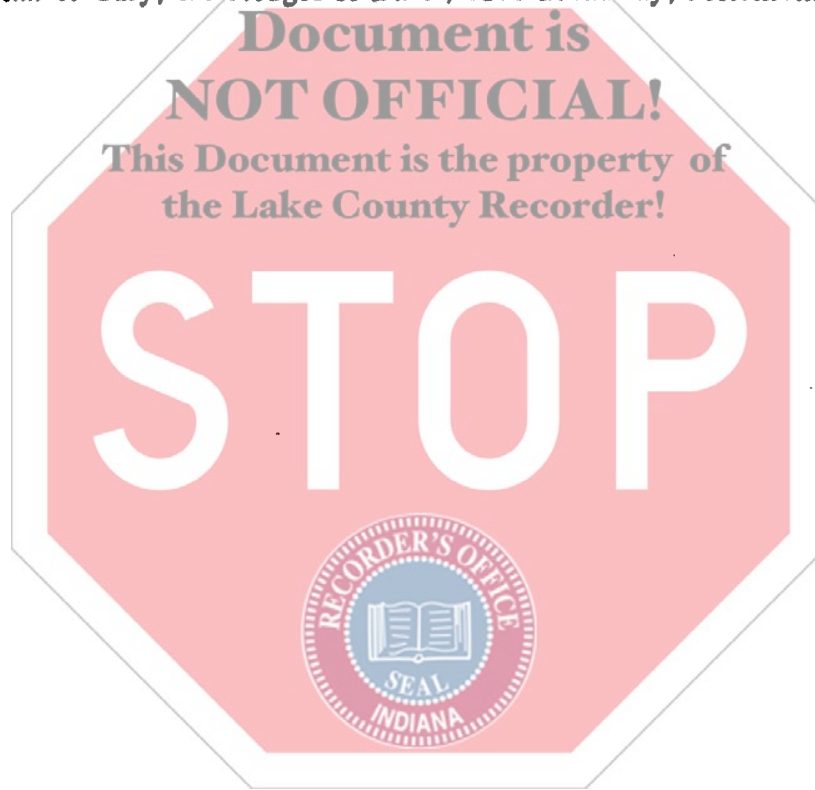 Document is
NOT OFFICIAL!
This Document is the property of
the Lake County Recorder!
STOP
RECORDER'S OFFICE
SEAL
INDIANA